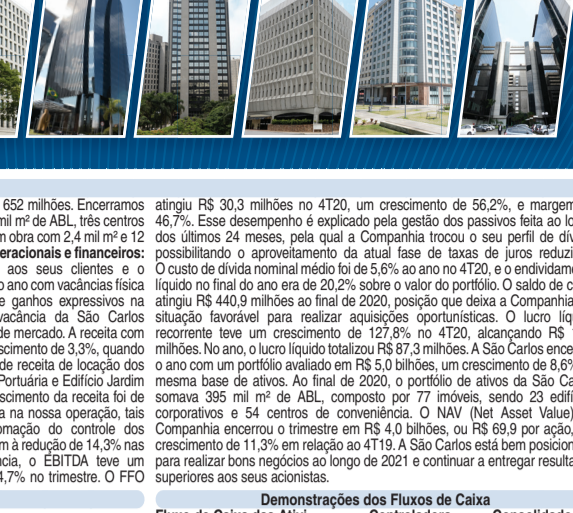 652 milhões. Encerramos
mil m² de ABL, três centros
m obra com 2,4 mil m² e 12
eracionais e financeiros:
aos seus clientes e o
o ano com vacâncias física
e ganhos expressivos na
vacância da São Carlos
de mercado. A receita com
scimento de 3,3%, quando
de receita de locação dos
Portuária e Edifício Jardim
scimento da receita foi de
a na nossa operação, tais
omação do controle dos
m à redução de 14,3% nas
ncia, o EBITDA teve um
4,7% no trimestre. O FFO
atingiu R$ 30,3 milhões no 4T20, um crescimento de 56,2%, e margem
46,7%. Esse desempenho é explicado pela gestão dos passivos feita ao lo
dos últimos 24 meses, pela qual a Companhia trocou o seu perfil de dív
possibilitando o aproveitamento da atual fase de taxas de juros reduzi
O custo de dívida nominal médio foi de 5,6% ao ano no 4T20, e o endividame
líquido no final do ano era de 20,2% sobre o valor do portfólio. O saldo de c
atingiu R$ 440,9 milhões ao final de 2020, posição que deixa a Companhia
situação favorável para realizar aquisições oportunísticas. O lucro líq
recorrente teve um crescimento de 127,8% no 4T20, alcançando R$
milhões. No ano, o lucro líquido totalizou R$ 87,3 milhões. A São Carlos ence
o ano com um portfólio avaliado em R$ 5,0 bilhões, um crescimento de 8,6%
mesma base de ativos. Ao final de 2020, o portfólio de ativos da São Ca
somava 395 mil m² de ABL, composto por 77 imóveis, sendo 23 edifí
corporativos e 54 centros de conveniência. O NAV (Net Asset Value)
Companhia encerrou o trimestre em R$ 4,0 bilhões, ou R$ 69,9 por ação,
crescimento de 11,3% em relação ao 4T19. A São Carlos está bem posicion
para realizar bons negócios ao longo de 2021 e continuar a entregar resulta
superiores aos seus acionistas.
Demonstrações dos Fluxos de Caixa
Fluxo de Caixa das Ativi- Controladora Consolidado